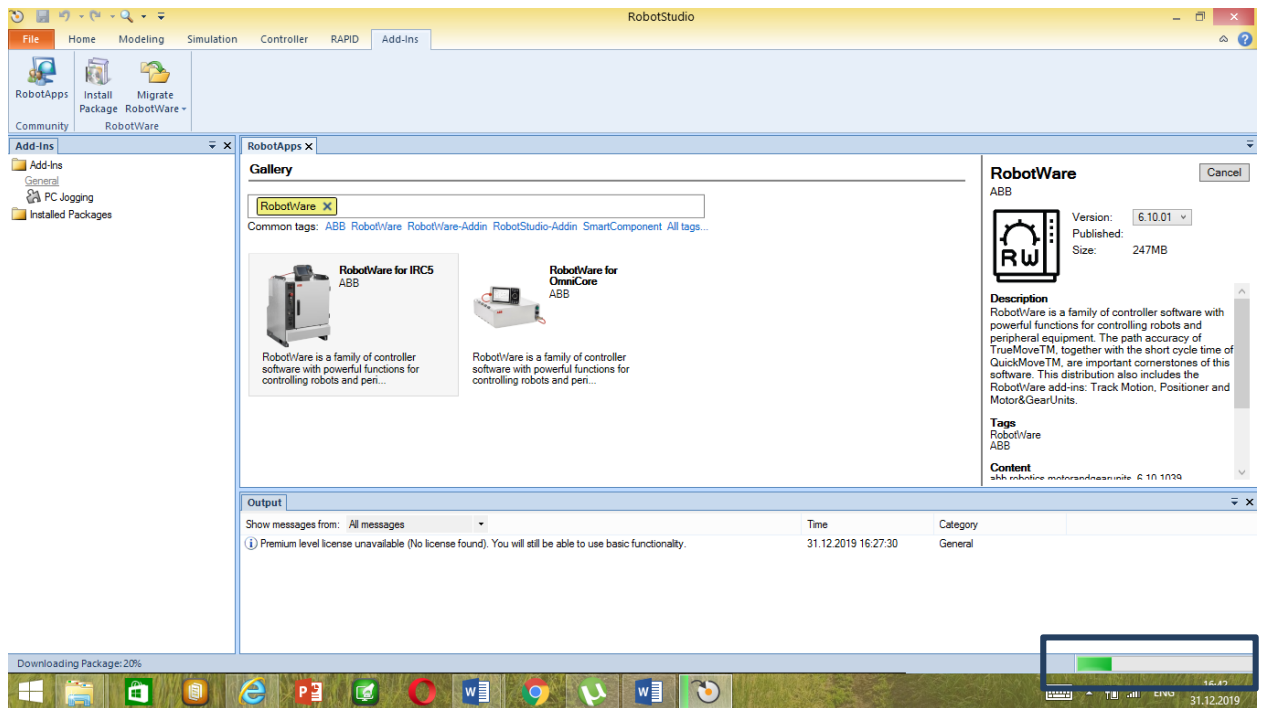 RobotStudio
File Home Modeling Simulation Controller RAPID Add-Ins
RobotApps
Install Package
Migrate RobotWare
Community
RobotWare
Add-Ins
RobotApps
Add-Ins
General
PC Jogging
Installed Packages
Gallery
RobotWare
Common tags: ABB RobotWare RobotWare-Addin RobotStudio-Addin SmartComponent All tags...
RobotWare for IRC5
ABB
RobotWare is a family of controller
software with powerful functions for
controlling robots and peri...
RobotWare for
OmniCore
ABB
RobotWare is a family of controller
software with powerful functions for
controlling robots and peri...
RobotWare
Cancel
ABB
RW
Version: 6.10.01
Published:
Size: 247MB
Description
RobotWare is a family of controller software with
powerful functions for controlling robots and
peripheral equipment. The path accuracy of
TrueMoveTM, together with the short cycle time of
QuickMoveTM, are important cornerstones of this
software. This distribution also includes the
RobotWare add-ins: Track Motion, Positioner and
Motor&GearUnits.
Tags
RobotWare
ABB
Content
abb.robotics.motorandgearunits 6.10.1039
Output
Show messages from: All messages Time Category
Premium level license unavailable (No license found). You will still be able to use basic functionality. 31.12.2019 16:27:30 General
Downloading Package:20%
16:42
ENG
31.12.2019